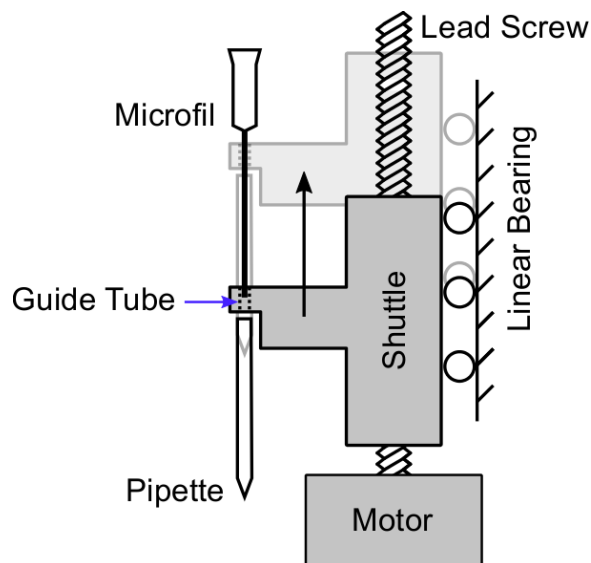 Lead Screw
Microfil
Linear Bearing
Guide Tube
Shuttle
Pipette
Motor